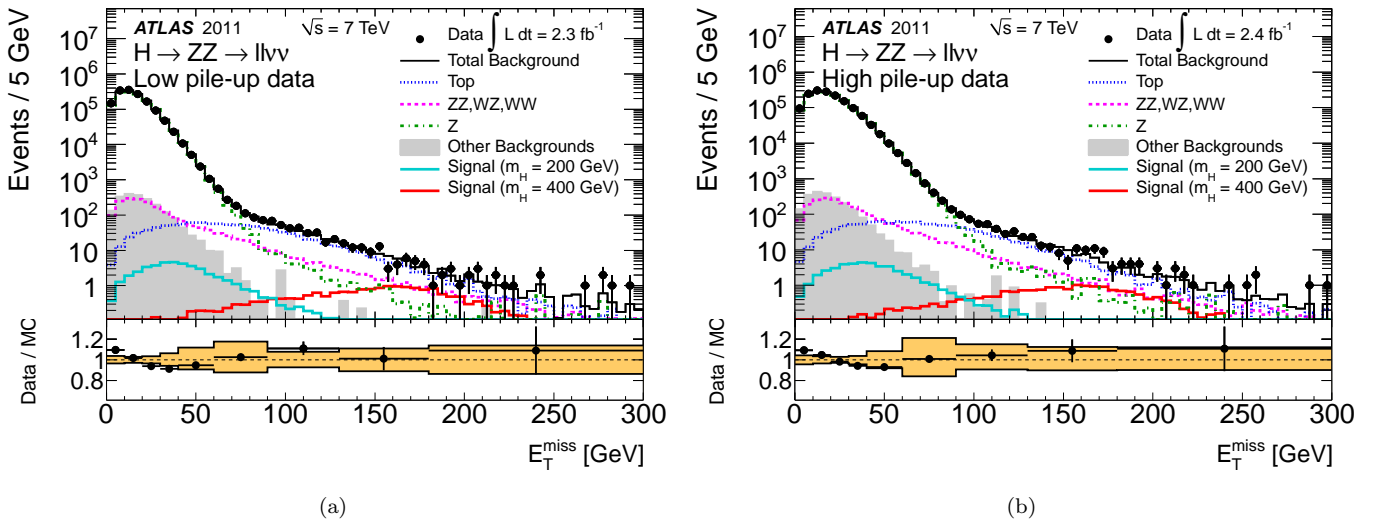 ATLAS 2011 √s = 7 TeV
H → ZZ → llνν
Low pile-up data
Data ∫ L dt = 2.3 fb⁻¹
Total Background
Top
ZZ,WZ,WW
Z
Other Backgrounds
Signal (m_H = 200 GeV)
Signal (m_H = 400 GeV)
Events / 5 GeV
10⁷
10⁶
10⁵
10⁴
10³
10²
10
1
Data / MC
1.2
1
0.8
0 50 100 150 200 250 300
E_T^miss [GeV]
(a)
ATLAS 2011 √s = 7 TeV
H → ZZ → llνν
High pile-up data
Data ∫ L dt = 2.4 fb⁻¹
Total Background
Top
ZZ,WZ,WW
Z
Other Backgrounds
Signal (m_H = 200 GeV)
Signal (m_H = 400 GeV)
Events / 5 GeV
10⁷
10⁶
10⁵
10⁴
10³
10²
10
1
Data / MC
1.2
1
0.8
0 50 100 150 200 250 300
E_T^miss [GeV]
(b)